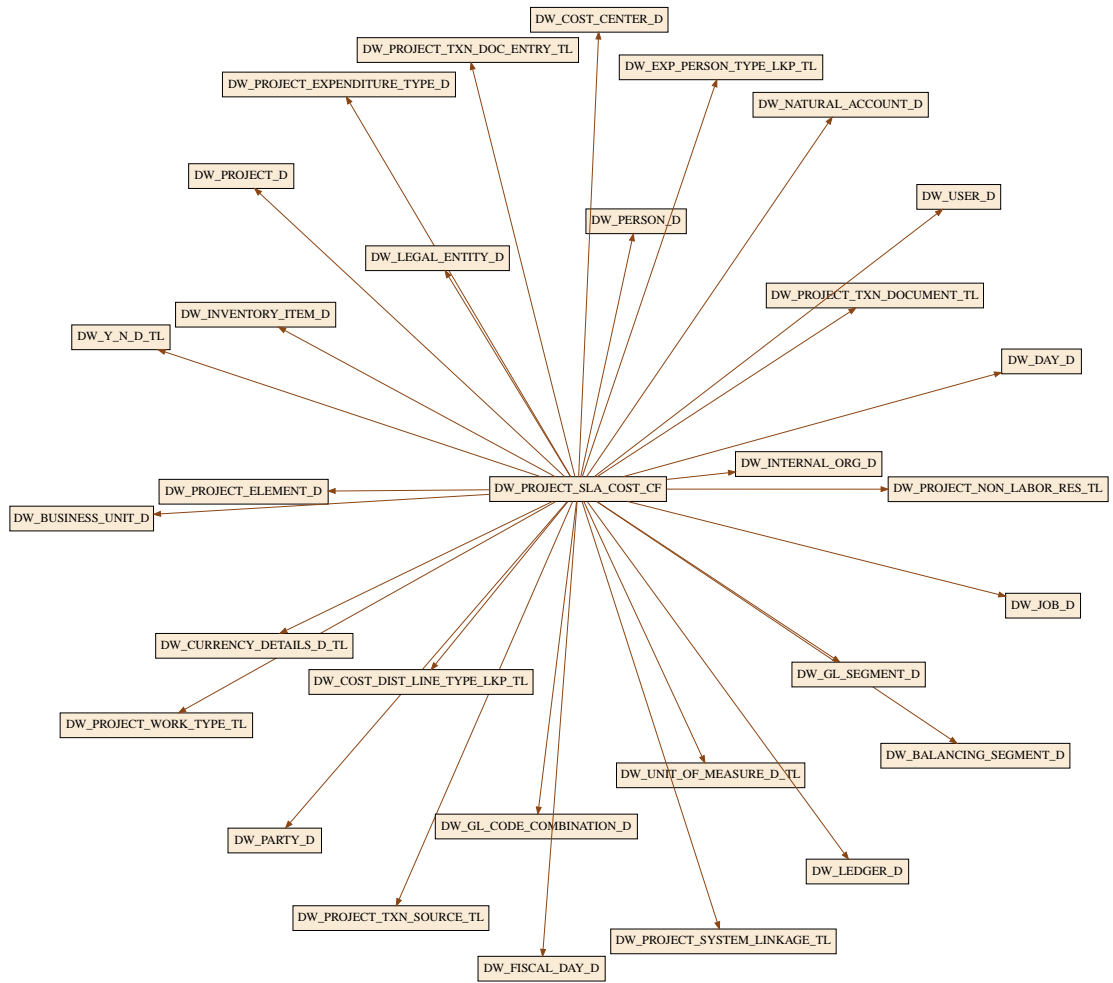 DW_COST_CENTER_D
DW_PROJECT_TXN_DOC_ENTRY_TL
DW_EXP_PERSON_TYPE_LKP_TL
DW_PROJECT_EXPENDITURE_TYPE_D
DW_NATURAL_ACCOUNT_D
DW_PROJECT_D
DW_USER_D
DW_PERSON_D
DW_LEGAL_ENTITY_D
DW_PROJECT_TXN_DOCUMENT_TL
DW_INVENTORY_ITEM_D
DW_Y_N_D_TL
DW_DAY_D
DW_INTERNAL_ORG_D
DW_PROJECT_ELEMENT_D
DW_PROJECT_SLA_COST_CF
DW_PROJECT_NON_LABOR_RES_TL
DW_BUSINESS_UNIT_D
DW_JOB_D
DW_CURRENCY_DETAILS_D_TL
DW_COST_DIST_LINE_TYPE_LKP_TL
DW_GL_SEGMENT_D
DW_PROJECT_WORK_TYPE_TL
DW_BALANCING_SEGMENT_D
DW_UNIT_OF_MEASURE_D_TL
DW_GL_CODE_COMBINATION_D
DW_PARTY_D
DW_LEDGER_D
DW_PROJECT_TXN_SOURCE_TL
DW_PROJECT_SYSTEM_LINKAGE_TL
DW_FISCAL_DAY_D